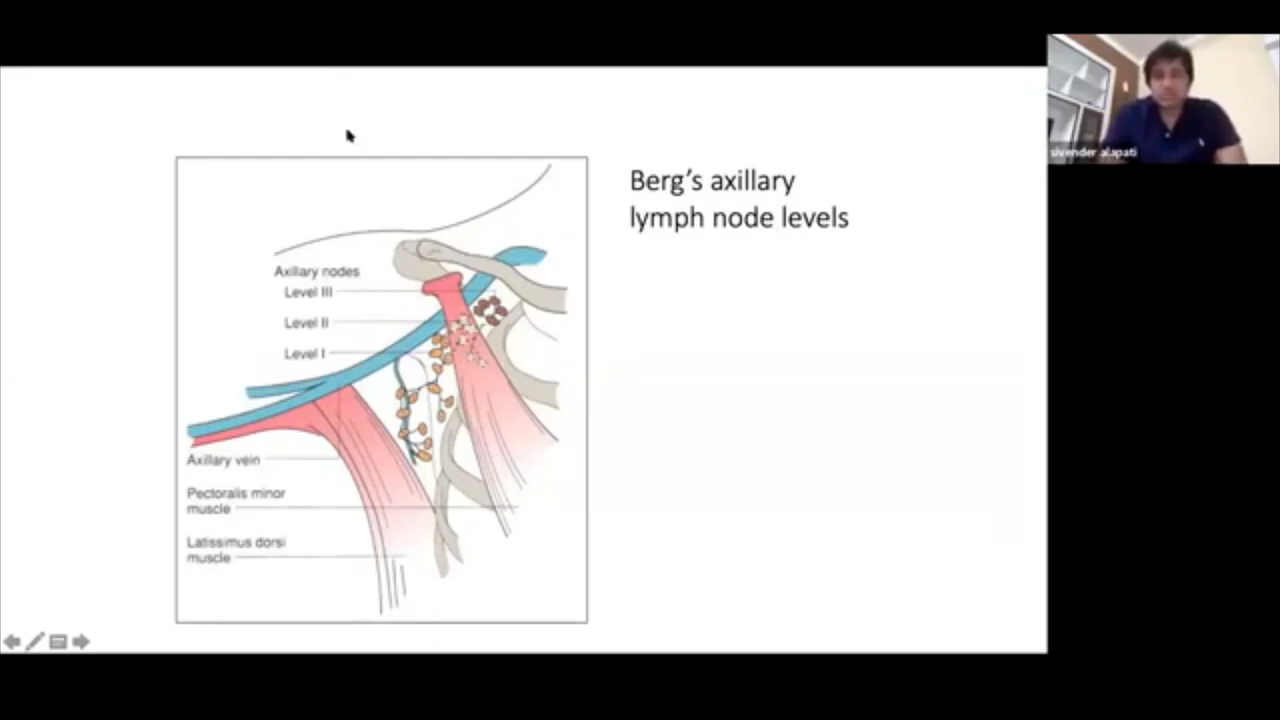 sivender alapati
Berg’s axillary
lymph node levels
Axillary nodes
Level III
Level II
Level I
Axillary vein
Pectoralis minor
muscle
Latissimus dorsi
muscle